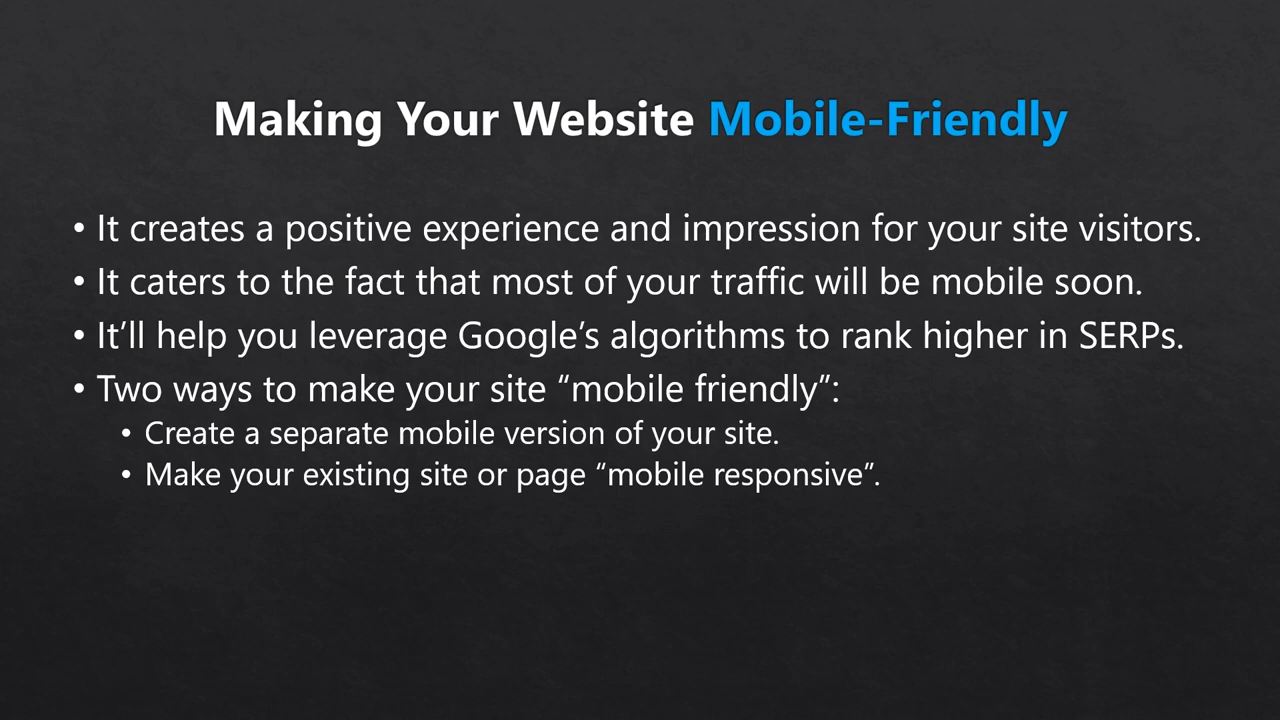 Making Your Website Mobile-Friendly
• It creates a positive experience and impression for your site visitors.
• It caters to the fact that most of your traffic will be mobile soon.
• It’ll help you leverage Google’s algorithms to rank higher in SERPs.
• Two ways to make your site “mobile friendly”:
• Create a separate mobile version of your site.
• Make your existing site or page “mobile responsive”.